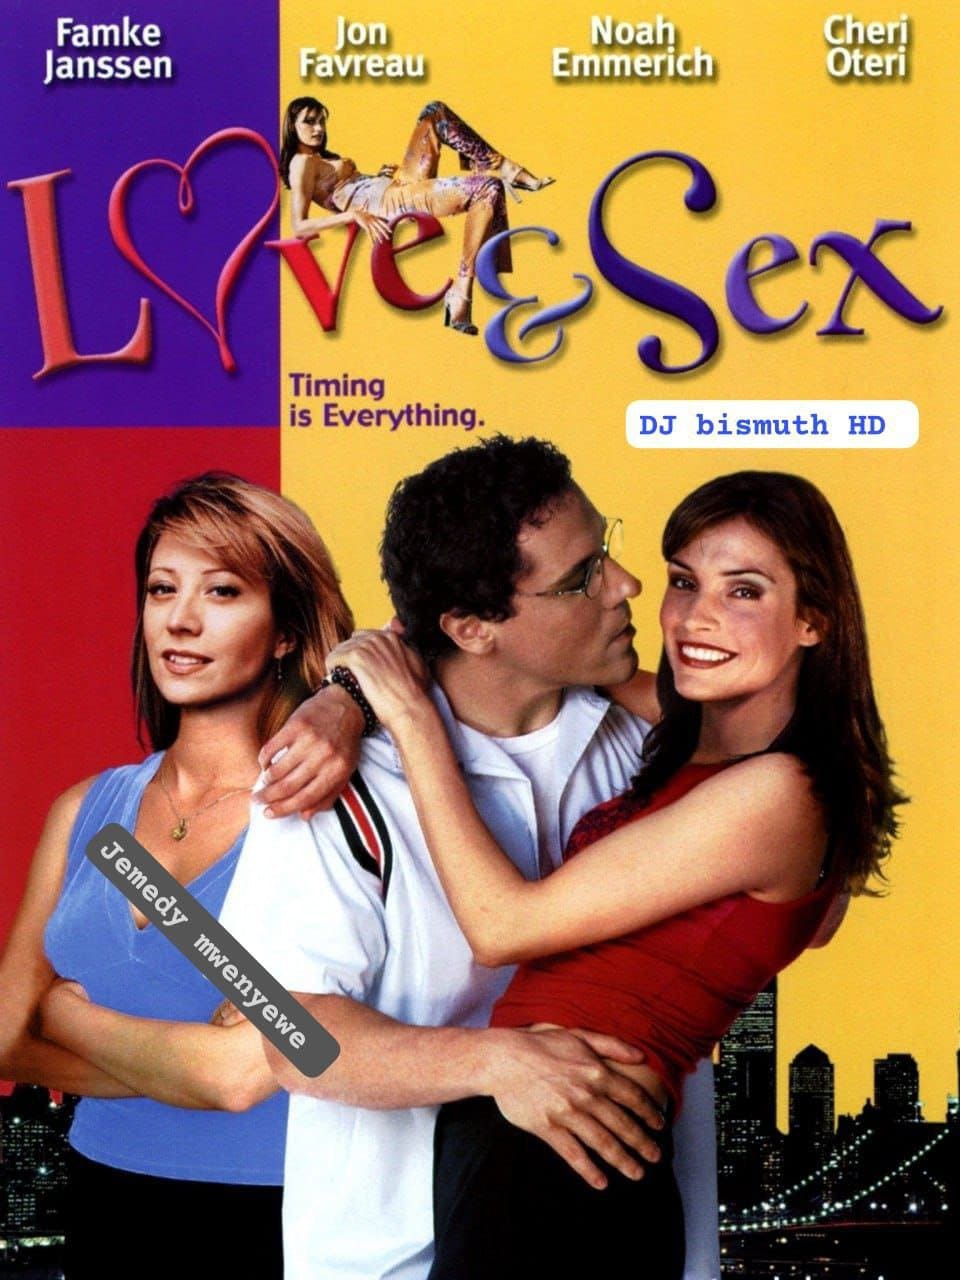 Famke
Janssen
Jon
Favreau
Noah
Emmerich
Cheri
Oteri
Love & Sex
Timing
is Everything.
DJ bismuth HD
Jemedy mwenyewe